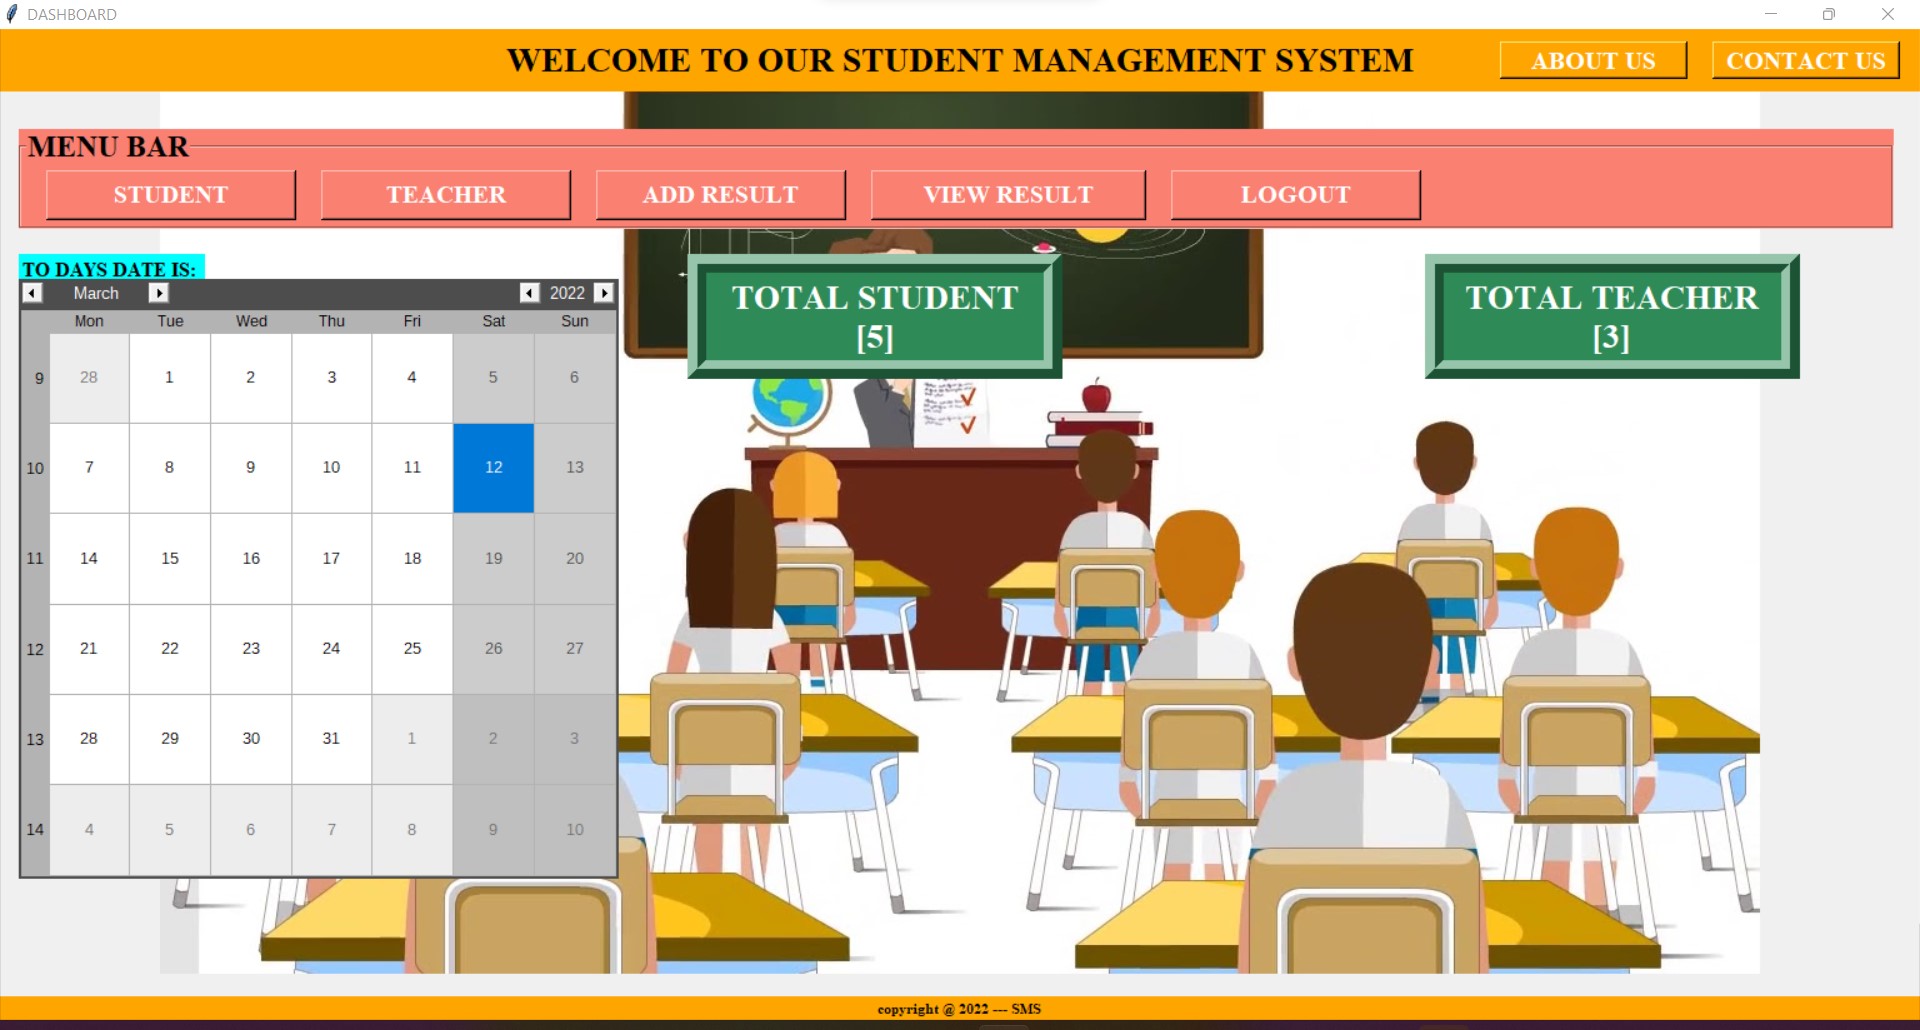 DASHBOARD
WELCOME TO OUR STUDENT MANAGEMENT SYSTEM
ABOUT US
CONTACT US
MENU BAR
STUDENT
TEACHER
ADD RESULT
VIEW RESULT
LOGOUT
TO DAYS DATE IS:
March
2022
Mon Tue Wed Thu Fri Sat Sun
9 28 1 2 3 4 5 6
10 7 8 9 10 11 12 13
11 14 15 16 17 18 19 20
12 21 22 23 24 25 26 27
13 28 29 30 31 1 2 3
14 4 5 6 7 8 9 10
TOTAL STUDENT
[5]
TOTAL TEACHER
[3]
copyright @ 2022 --- SMS